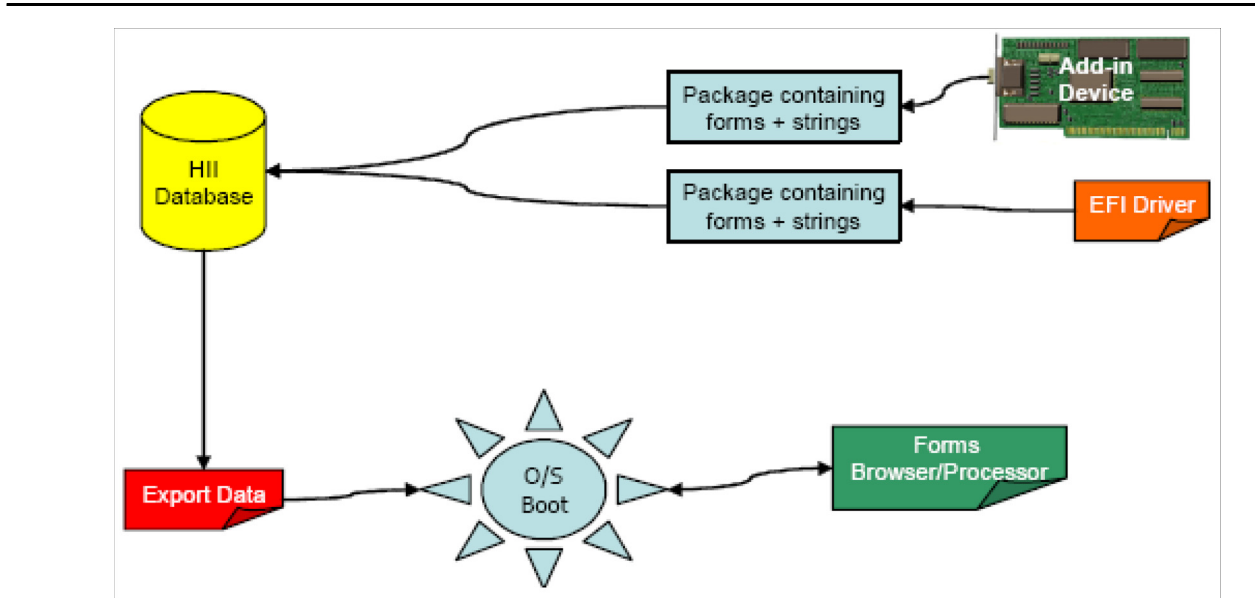 Add-in
Device
Package containing
forms + strings
HII
Database
Package containing
forms + strings
EFI Driver
Forms
Browser/Processor
O/S
Boot
Export Data